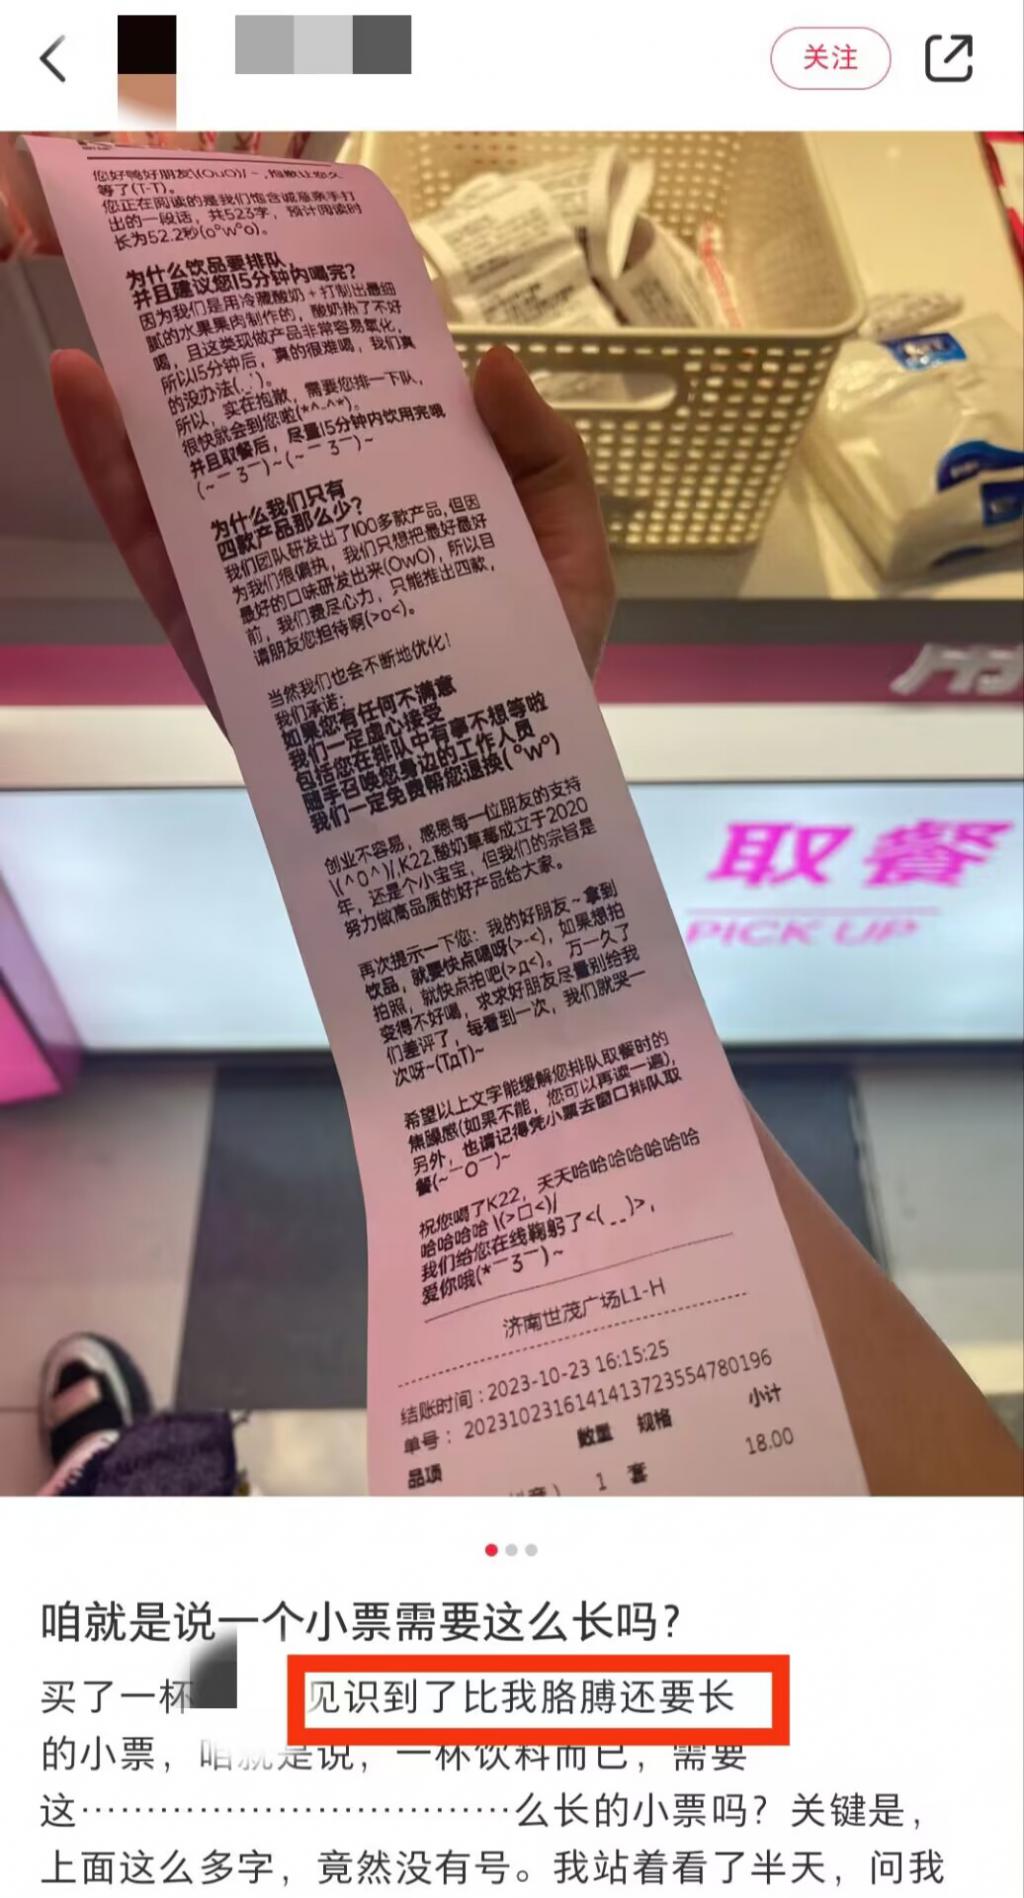 关注
您好鸭好朋友\(OuO)/~,抱歉让您久
等了(T-T)。
您正在阅读的是我们饱含诚意亲手打
出的一段话，共523字，预计阅读时
长为52.2秒(o°w°o)。
为什么饮品要排队，
并且建议您15分钟内喝完？
因为我们是用冷藏酸奶+打制出最细
腻的水果果肉制作的，酸奶热了不好
喝，且这类现做产品非常容易氧化，
所以15分钟后，真的很难喝，我们真
的没办法(. .')。
所以，实在抱歉，需要您排一下队，
很快就会到您啦(*^.^*)。
并且取餐后，尽量15分钟内饮用完哦
(~￣3￣)~(~￣3￣)~
为什么我们只有
四款产品那么少？
我们团队研发出了100多款产品,但因
为我们很偏执，我们只想把最好最好
最好的口味研发出来(OwO)，所以目
前，我们费尽心力，只能推出四款，
请朋友您担待啊(>o<)。
当然我们也会不断地优化！
我们承诺：
如果您有任何不满意
我们一定虚心接受
包括您在排队中有事不想等啦
随手召唤您身边的工作人员
我们一定免费帮您退换(°w°)
创业不容易，感恩每一位朋友的支持
\(^O^)/,K22.酸奶草莓成立于2020
年，还是个小宝宝，但我们的宗旨是
努力做高品质的好产品给大家。
再次提示一下您：我的好朋友~拿到
饮品，就要快点喝呀(>-<)，如果想拍
拍照，就快点拍吧(>д<)。万一久了
变得不好喝，求求好朋友尽量别给我
们差评了，每看到一次，我们就哭一
次呀~(TдT)~
希望以上文字能缓解您排队取餐时的
焦躁感(如果不能，您可以再读一遍)，
另外，也请记得凭小票去窗口排队取
餐(~￣O￣)~
祝您喝了K22，天天哈哈哈哈哈哈哈
哈哈哈哈 \(>口<)/
我们给您在线鞠躬了<(_ _)>，
爱你哦(*￣3￣)~
济南世茂广场L1-H
结账时间：2023-10-23 16:15:25
单号：20231023161414137235547801​96
品项 数量 规格 小计
1 套 18.00
取餐
PICK UP
咱就是说一个小票需要这么长吗?
买了一杯 见识到了比我胳膊还要长
的小票，咱就是说，一杯饮料而已，需要
这……………………………么长的小票吗？关键是，
上面这么多字，竟然没有号。我站着看了半天，问我